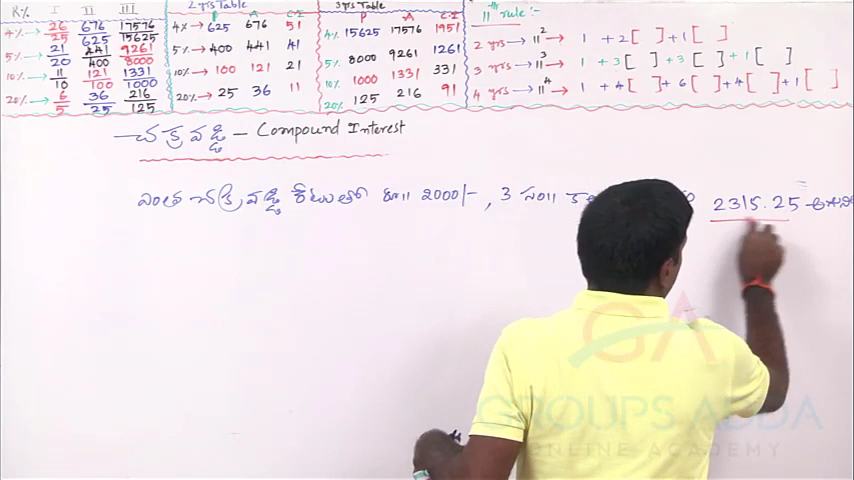 R% I II III
4% → 26/25 676/625 17576/15625
5% → 21/20 441/400 9261/8000
10% → 11/10 121/100 1331/1000
20% → 6/5 36/25 216/125
2 yrs Table
P A C.I
4% → 625 676 51
5% → 400 441 41
10% → 100 121 21
20% → 25 36 11
3 yrs Table
P A C.I
4% 15625 17576 1951
5% 8000 9261 1261
10% 1000 1331 331
20% 125 216 91
11th rule :-
2 yrs → 11² → 1 + 2[ ] + 1[ ]
3 yrs → 11³ → 1 + 3[ ] + 3[ ] + 1[ ]
4 yrs → 11⁴ → 1 + 4[ ] + 6[ ] + 4[ ] + 1[ ]
చక్రవడ్డి – Compound Interest
ఎంత చక్రవడ్డి రేటుతో రూ॥ 2000/- , 3 సం॥ 2315.25
GA
GROUPS ADDA
ONLINE ACADEMY